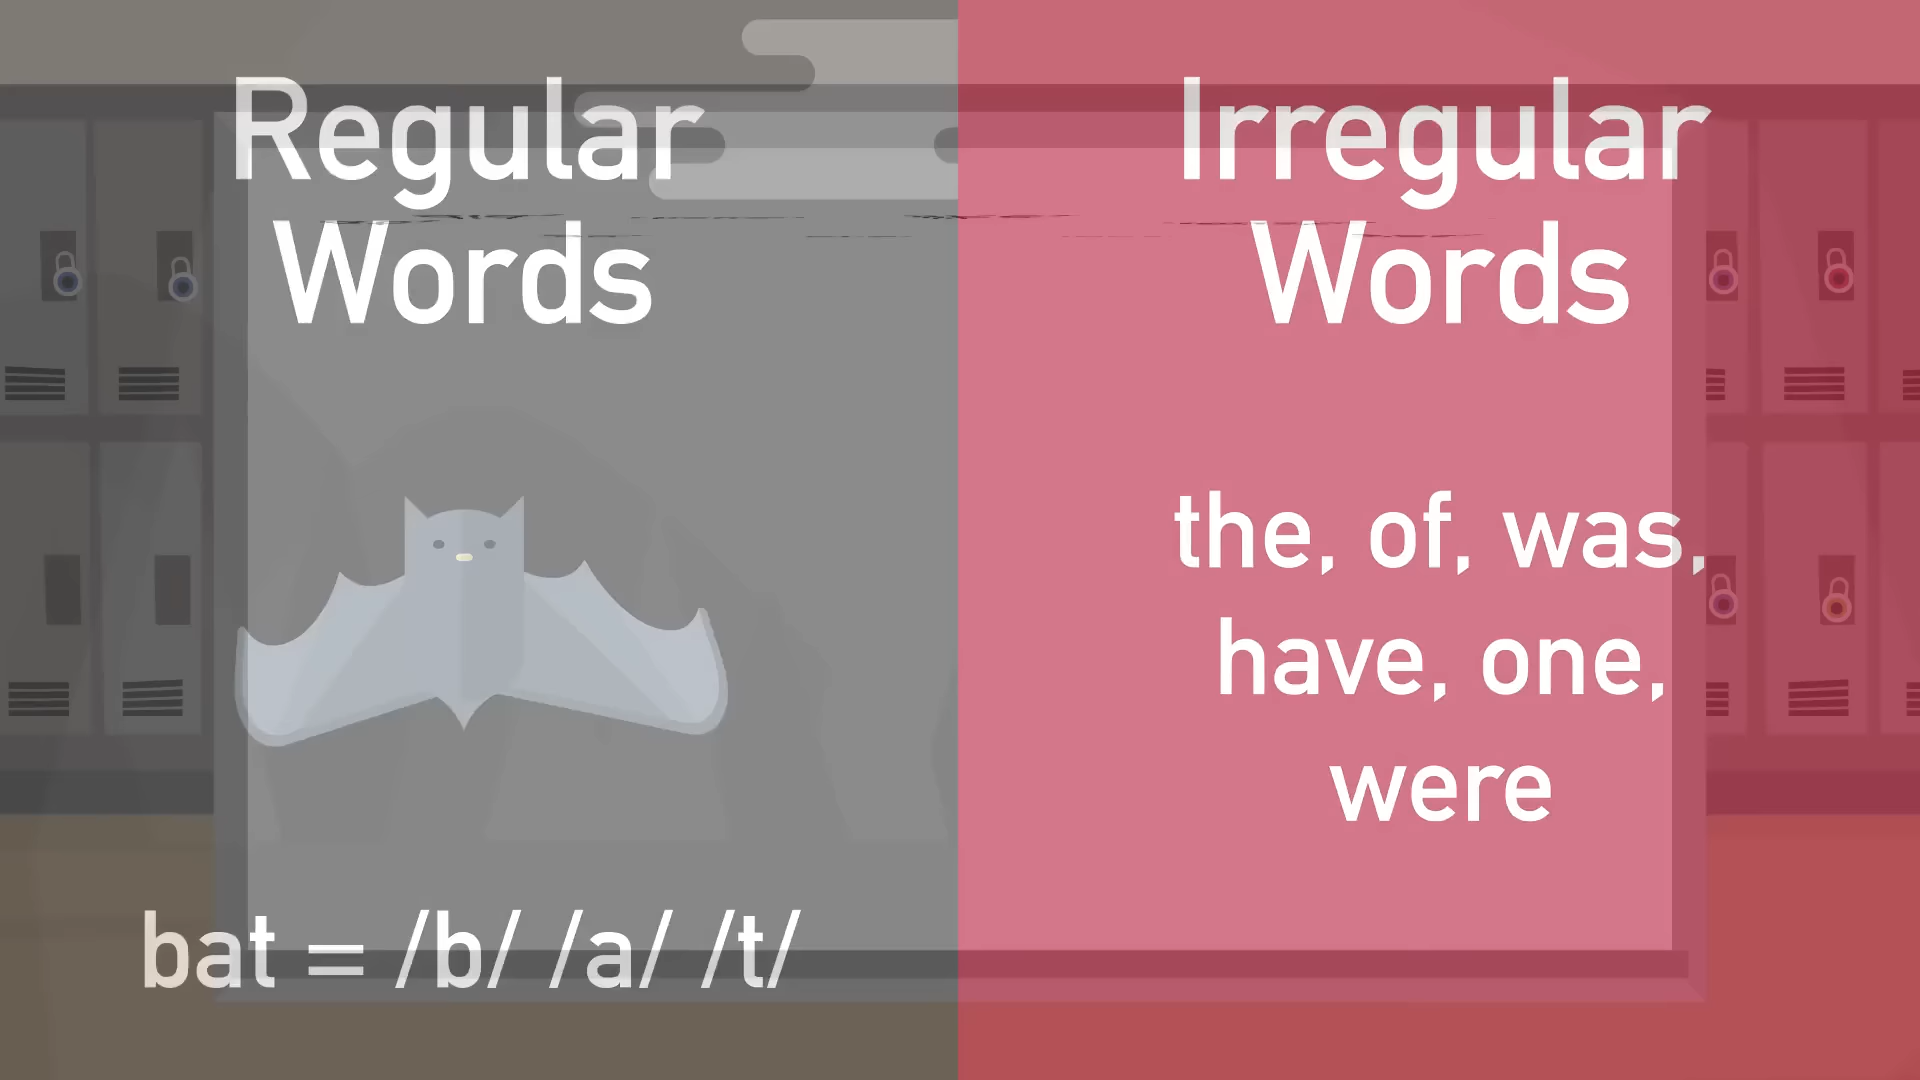 Regular
Words
bat = /b/ /a/ /t/
Irregular
Words
the, of, was,
have, one,
were